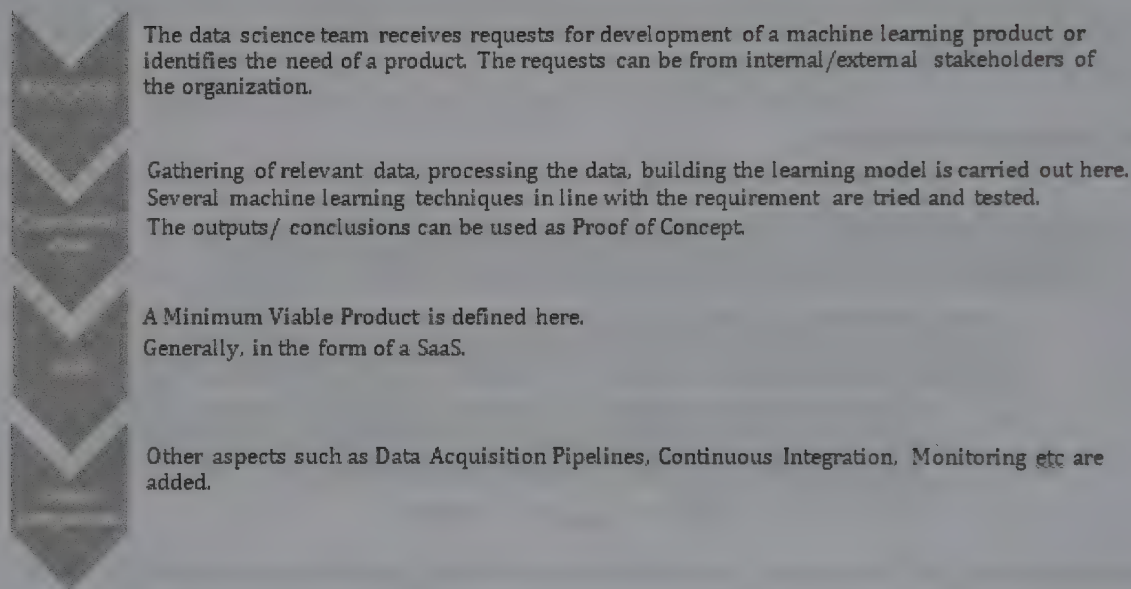 The data science team receives requests for development of a machine learning product or
identifies the need of a product. The requests can be from internal/external stakeholders of
the organization.
Gathering of relevant data, processing the data, building the learning model is carried out here.
Several machine learning techniques in line with the requirement are tried and tested.
The outputs/ conclusions can be used as Proof of Concept.
A Minimum Viable Product is defined here.
Generally, in the form of a SaaS.
Other aspects such as Data Acquisition Pipelines, Continuous Integration, Monitoring etc are
added.